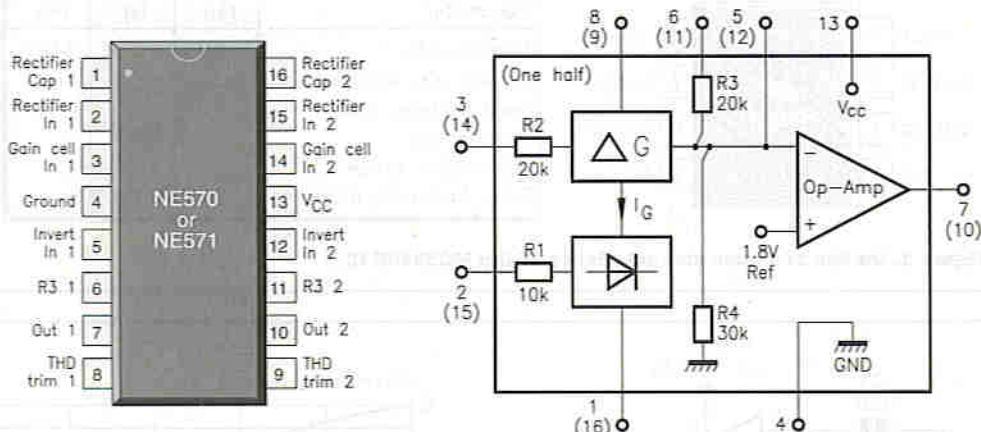 Rectifier
Cap 1
1
Rectifier
In 1
2
Gain cell
In 1
3
Ground
4
Invert
In 1
5
R3 1
6
Out 1
7
THD
trim 1
8
NE570
or
NE571
16
Rectifier
Cap 2
15
Rectifier
In 2
14
Gain cell
In 2
13
VCC
12
Invert
In 2
11
R3 2
10
Out 2
9
THD
trim 2
8
(9)
6
(11)
5
(12)
13
(One half)
R3
20k
VCC
3
(14)
R2
20k
△G
−
Op-Amp
+
7
(10)
IG
1.8V
Ref
R1
10k
2
(15)
R4
30k
GND
1
(16)
4